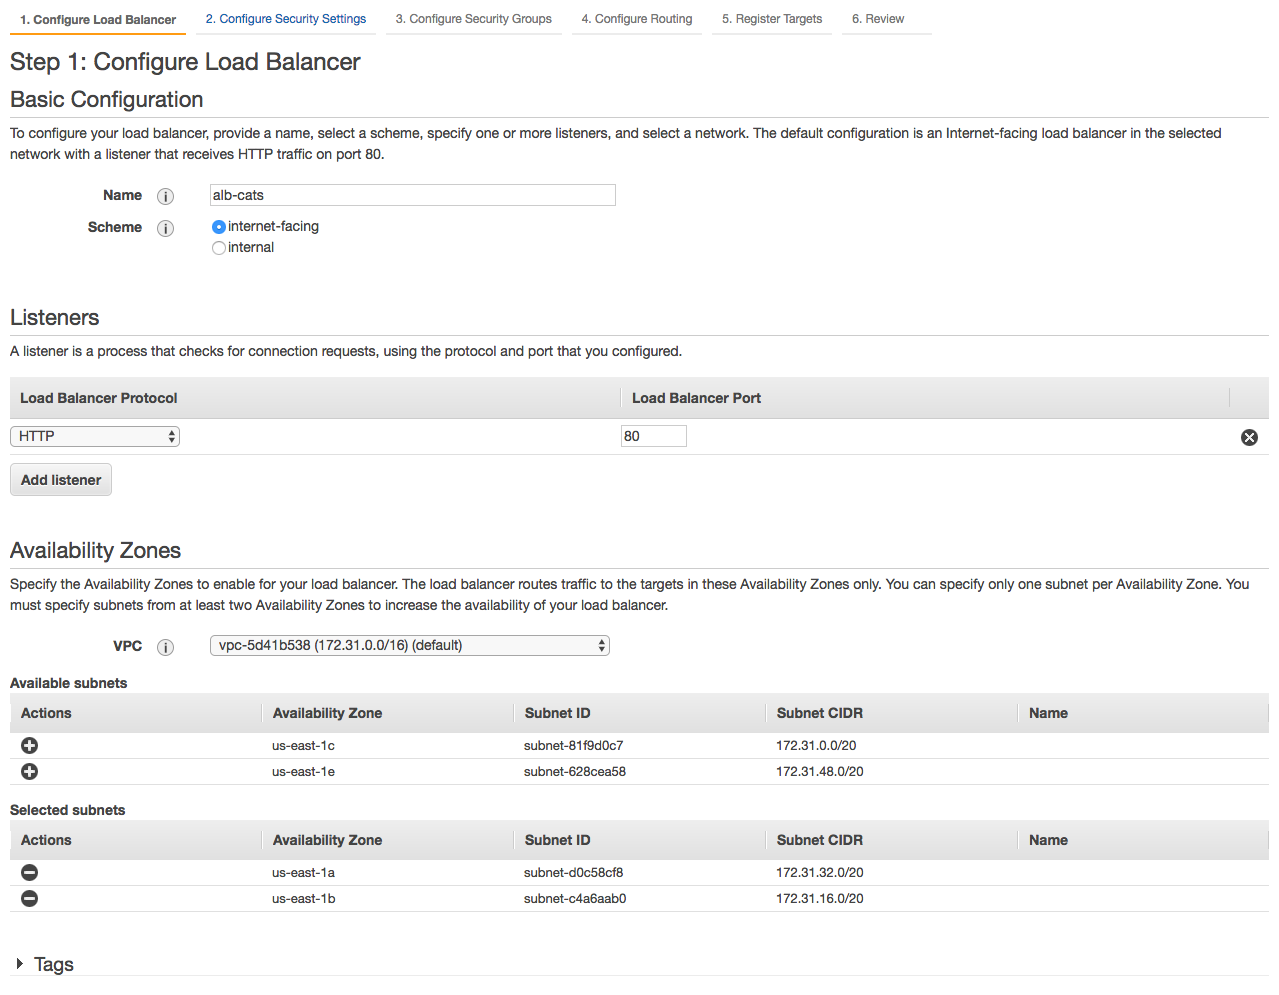 1. Configure Load Balancer 2. Configure Security Settings 3. Configure Security Groups 4. Configure Routing 5. Register Targets 6. Review
Step 1: Configure Load Balancer
Basic Configuration
To configure your load balancer, provide a name, select a scheme, specify one or more listeners, and select a network. The default configuration is an Internet-facing load balancer in the selected
network with a listener that receives HTTP traffic on port 80.
Name i alb-cats
Scheme i internet-facing
internal
Listeners
A listener is a process that checks for connection requests, using the protocol and port that you configured.
Load Balancer Protocol Load Balancer Port
HTTP 80
Add listener
Availability Zones
Specify the Availability Zones to enable for your load balancer. The load balancer routes traffic to the targets in these Availability Zones only. You can specify only one subnet per Availability Zone. You
must specify subnets from at least two Availability Zones to increase the availability of your load balancer.
VPC i vpc-5d41b538 (172.31.0.0/16) (default)
Available subnets
Actions Availability Zone Subnet ID Subnet CIDR Name
us-east-1c subnet-81f9d0c7 172.31.0.0/20
us-east-1e subnet-628cea58 172.31.48.0/20
Selected subnets
Actions Availability Zone Subnet ID Subnet CIDR Name
us-east-1a subnet-d0c58cf8 172.31.32.0/20
us-east-1b subnet-c4a6aab0 172.31.16.0/20
Tags